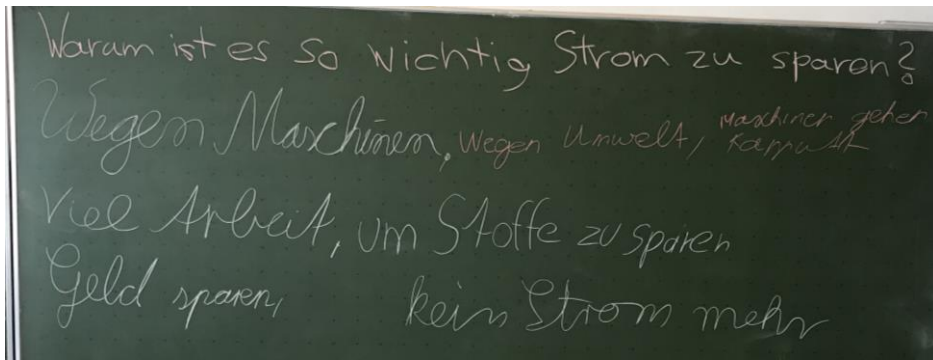 Warum ist es so wichtig Strom zu sparen?
Wegen Maschinen, Wegen Umwelt, Maschinen gehen kapputt
Viel Arbeit, um Stoffe zu sparen
Geld sparen, kein Strom mehr